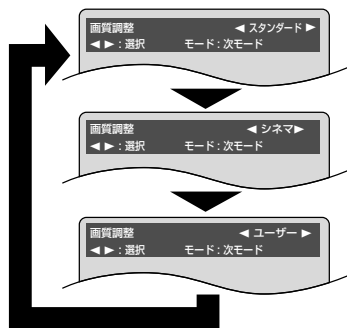 画質調整 ◀ スタンダード ▶
◀ ▶ : 選択 モード : 次モード
画質調整 ◀ シネマ▶
◀ ▶ : 選択 モード : 次モード
画質調整 ◀ ユーザー ▶
◀ ▶ : 選択 モード : 次モード